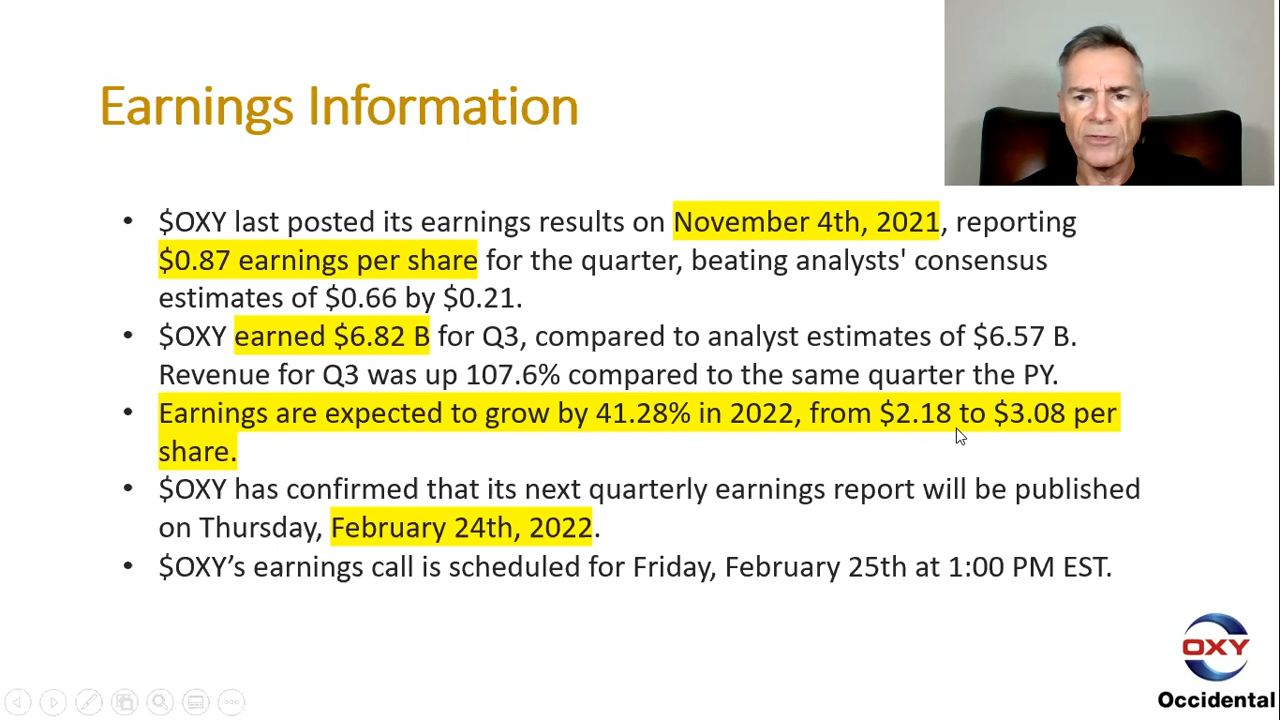 Earnings Information
• $OXY last posted its earnings results on November 4th, 2021, reporting
$0.87 earnings per share for the quarter, beating analysts' consensus
estimates of $0.66 by $0.21.
• $OXY earned $6.82 B for Q3, compared to analyst estimates of $6.57 B.
Revenue for Q3 was up 107.6% compared to the same quarter the PY.
• Earnings are expected to grow by 41.28% in 2022, from $2.18 to $3.08 per
share.
• $OXY has confirmed that its next quarterly earnings report will be published
on Thursday, February 24th, 2022.
• $OXY’s earnings call is scheduled for Friday, February 25th at 1:00 PM EST.
OXY
Occidental